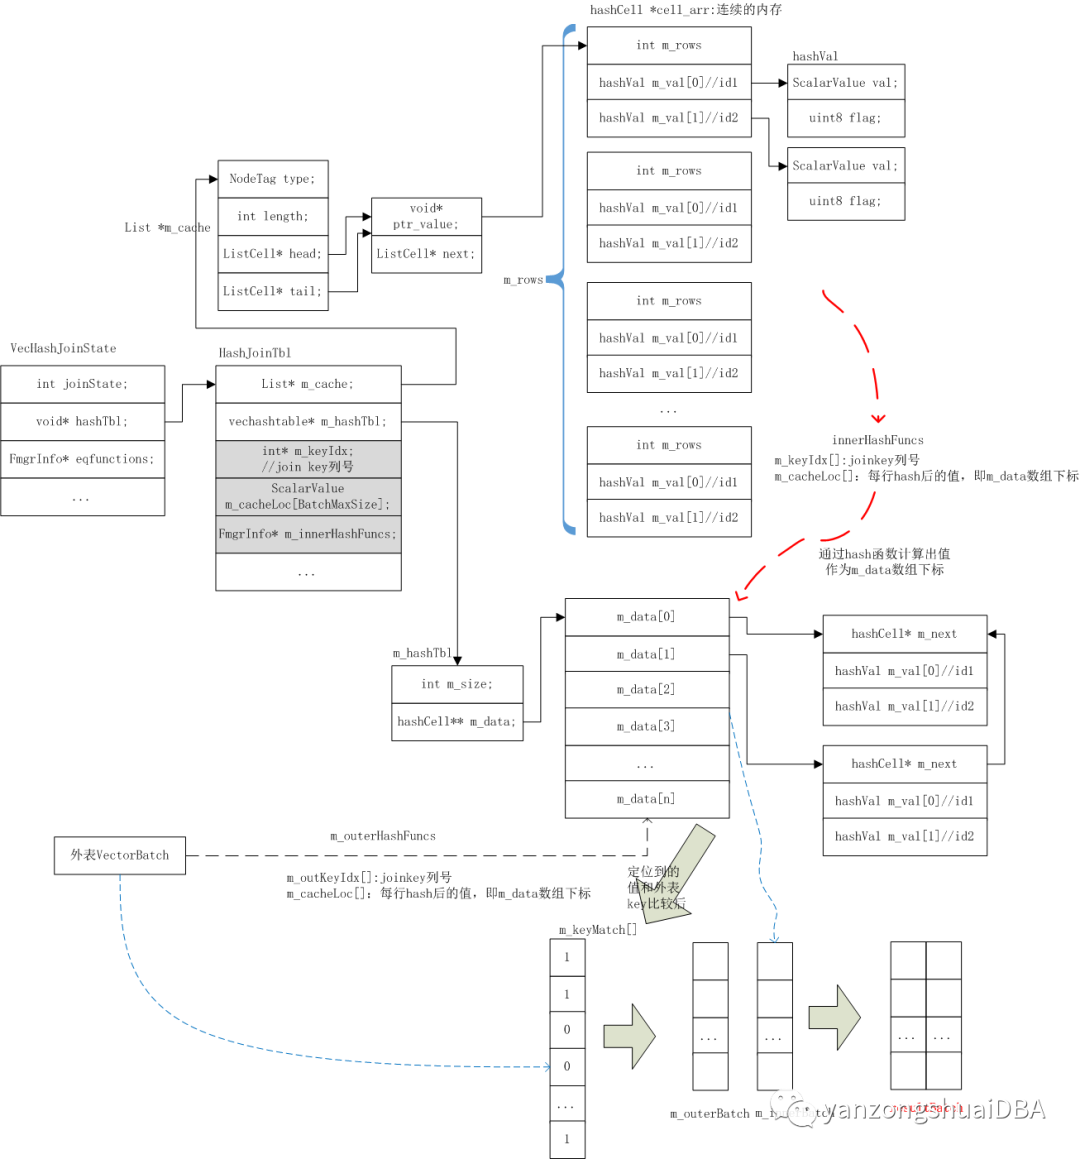 hashCell *cell_arr:连续的内存
int m_rows
hashVal m_val[0]//id1
hashVal m_val[1]//id2
hashVal
ScalarValue val;
uint8 flag;
ScalarValue val;
uint8 flag;
int m_rows
hashVal m_val[0]//id1
hashVal m_val[1]//id2
NodeTag type;
int length;
ListCell* head;
ListCell* tail;
List *m_cache
void*
ptr_value;
ListCell* next;
m_rows
int m_rows
hashVal m_val[0]//id1
hashVal m_val[1]//id2
...
int m_rows
hashVal m_val[0]//id1
hashVal m_val[1]//id2
VecHashJoinState
int joinState;
void* hashTbl;
FmgrInfo* eqfunctions;
...
HashJoinTbl
List* m_cache;
vechashtable* m_hashTbl;
int* m_keyIdx;
//join key列号
ScalarValue
m_cacheLoc[BatchMaxSize];
FmgrInfo* m_innerHashFuncs;
...
innerHashFuncs
m_keyIdx[]:joinkey列号
m_cacheLoc[]: 每行hash后的值, 即m_data数组下标
通过hash函数计算出值
作为m_data数组下标
m_hashTbl
int m_size;
hashCell** m_data;
m_data[0]
m_data[1]
m_data[2]
m_data[3]
...
m_data[n]
hashCell* m_next
hashVal m_val[0]//id1
hashVal m_val[1]//id2
hashCell* m_next
hashVal m_val[0]//id1
hashVal m_val[1]//id2
外表VectorBatch
m_outerHashFuncs
m_outKeyIdx[]:joinkey列号
m_cacheLoc[]: 每行hash后的值, 即m_data数组下标
定位到的
值和外表
key比较后
m_keyMatch[]
1
1
0
0
...
1
...
...
... ...
m_outerBatch
yanzongshuaiDBA